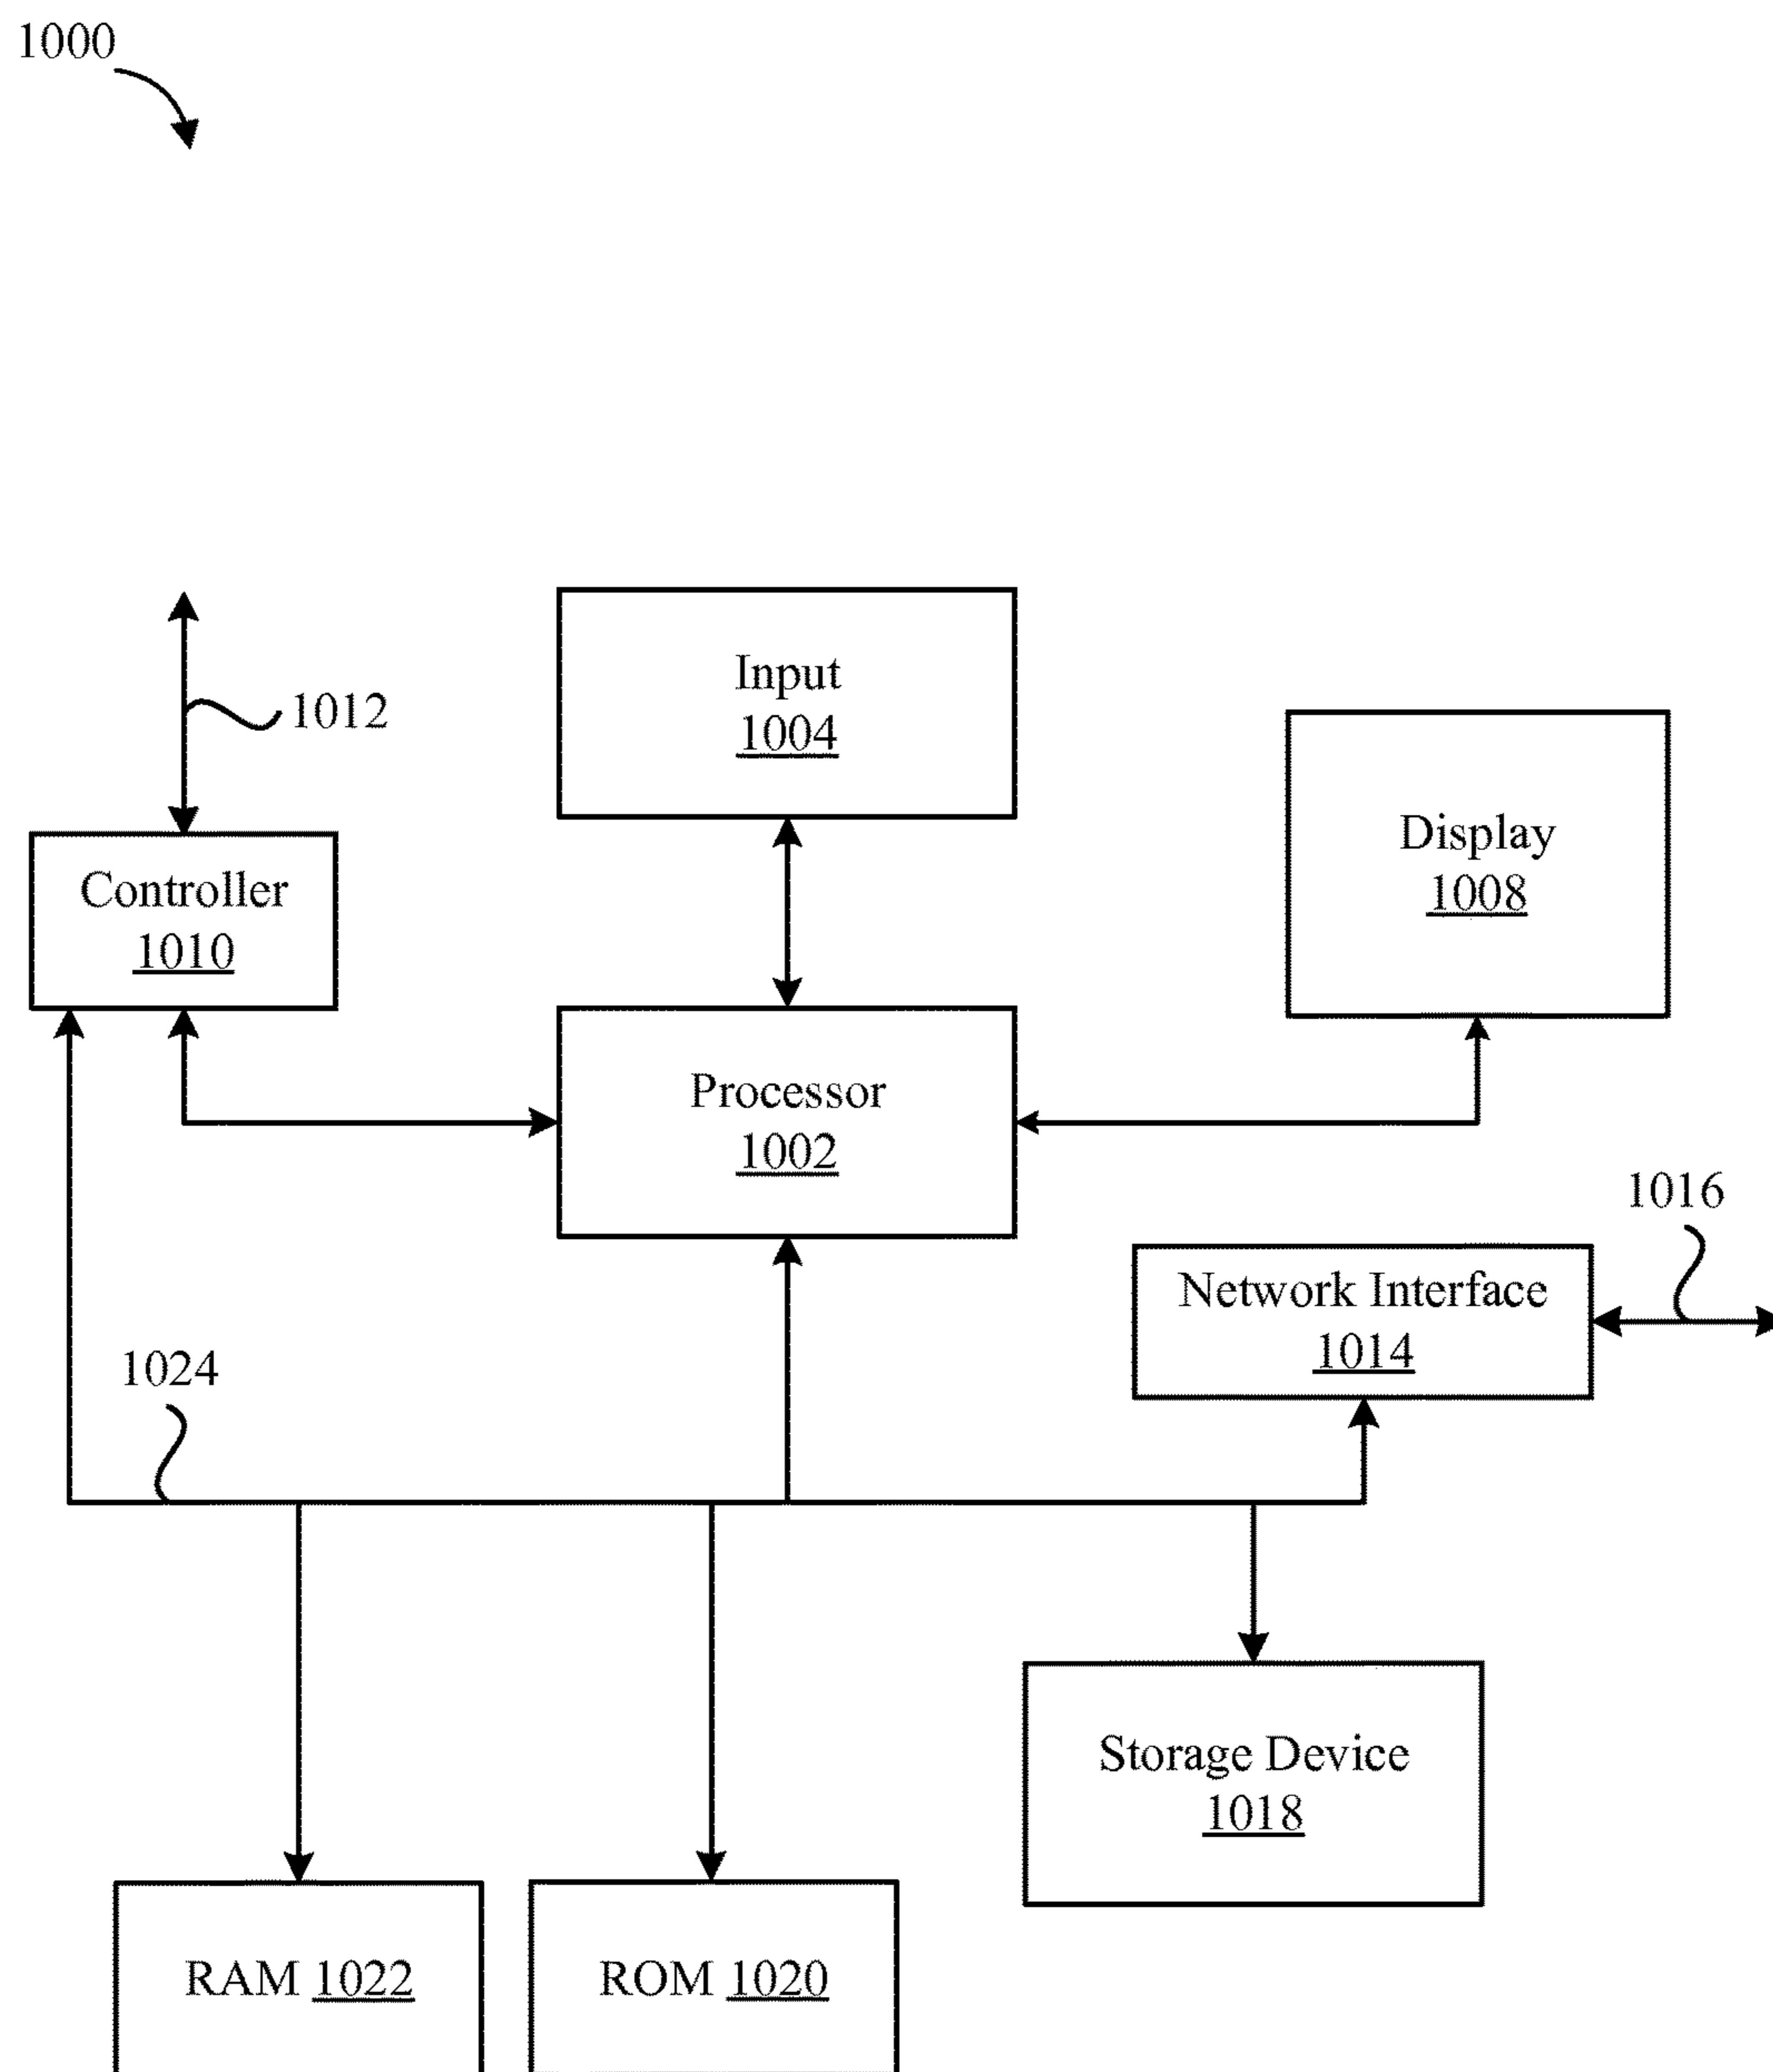 1000
Input
1004
1012
Display
1008
Controller
1010
Processor
1002
1016
Network Interface
1014
1024
Storage Device
1018
RAM 1022
ROM 1020